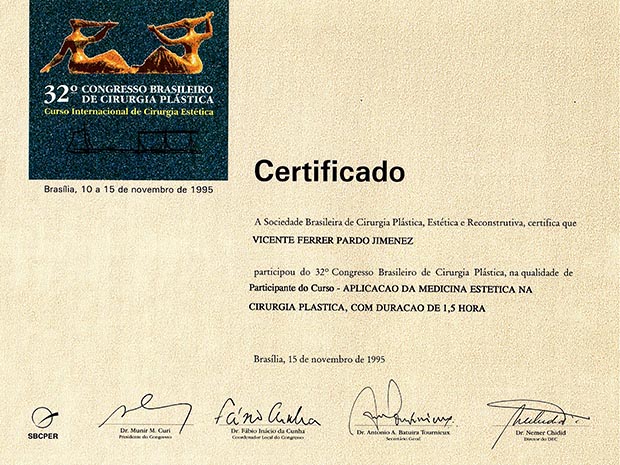 32º CONGRESSO BRASILEIRO
DE CIRURGIA PLÁSTICA
Curso Internacional de Cirurgia Estética
Brasília, 10 a 15 de novembro de 1995
Certificado
A Sociedade Brasileira de Cirurgia Plástica, Estética e Reconstrutiva, certifica que
VICENTE FERRER PARDO JIMENEZ
participou do 32º Congresso Brasileiro de Cirurgia Plástica, na qualidade de
Participante do Curso - APLICACAO DA MEDICINA ESTETICA NA
CIRURGIA PLASTICA, COM DURACAO DE 1,5 HORA
Brasília, 15 de novembro de 1995
SBCPER
Dr. Munir M. Curi
Presidente do Congresso
Fábio Cunha
Dr. Fábio Inácio da Cunha
Coordenador Local do Congresso
Dr. Antonio A. Batuira Tournieux
Secretário Geral
Dr. Nemer Chidid
Diretor do DEC